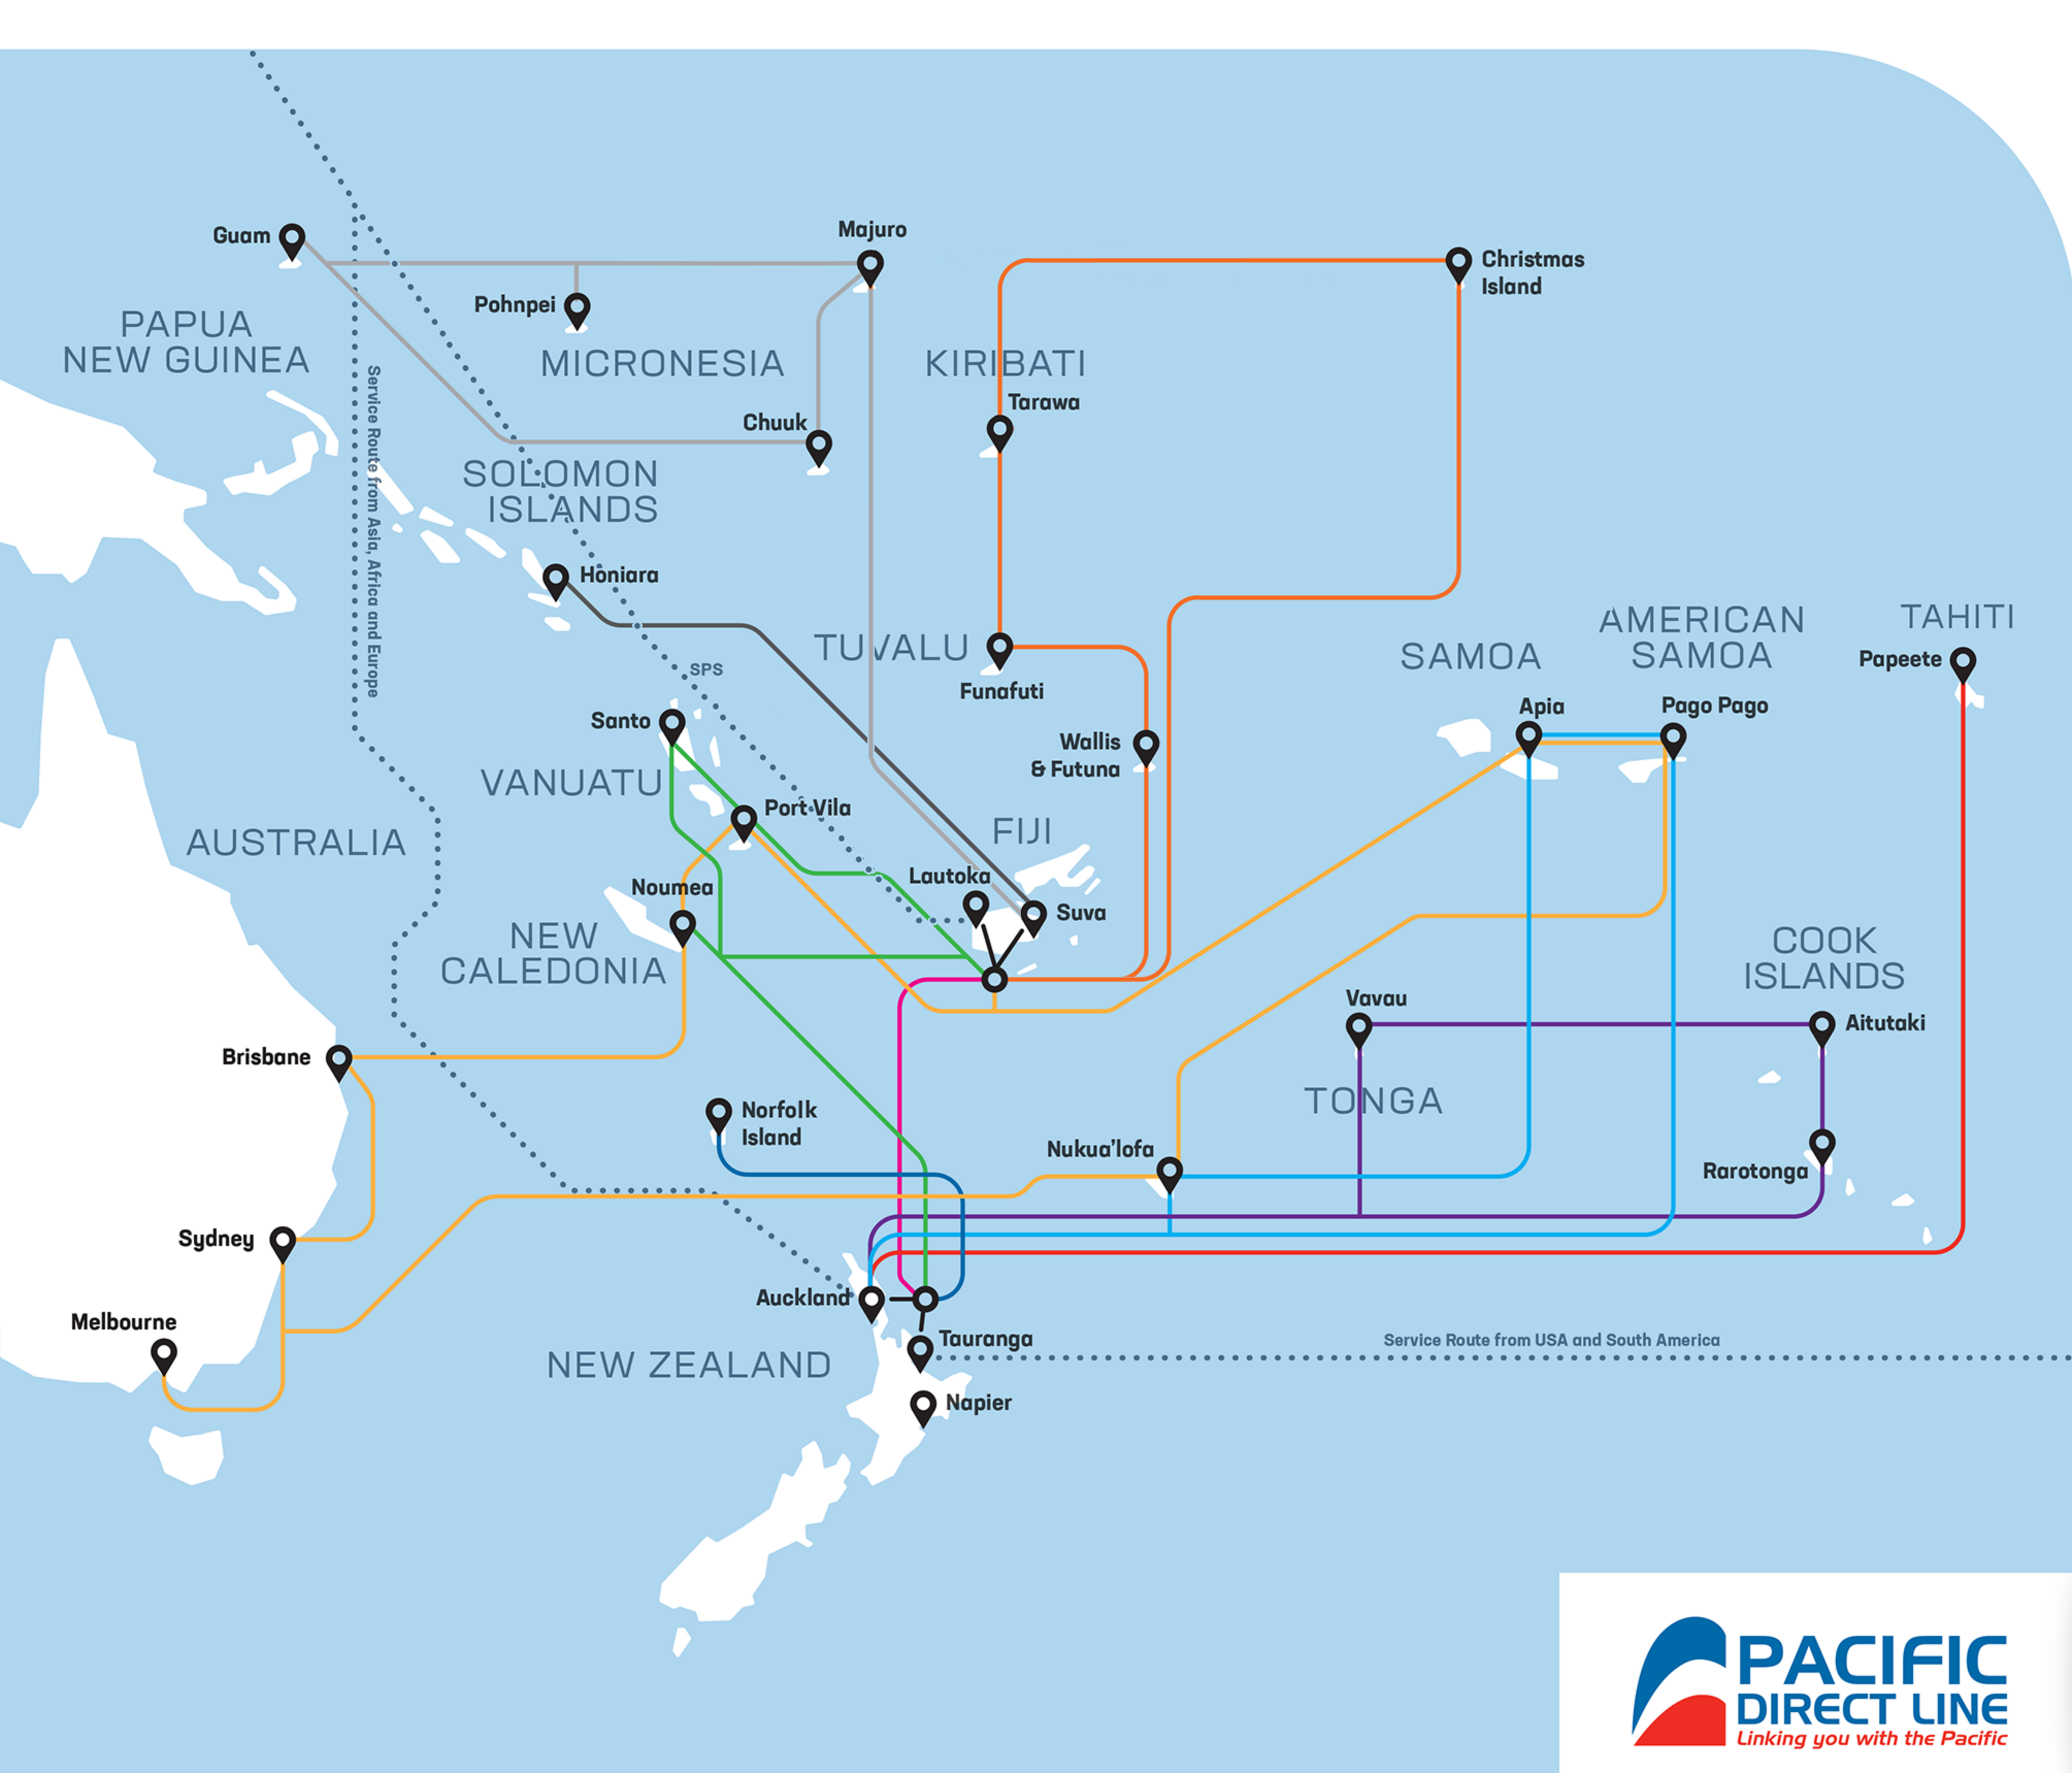 Guam
Majuro
Christmas
Island
Pohnpei
PAPUA
NEW GUINEA
MICRONESIA
KIRIBATI
Service Route from Asia, Africa and Europe
Tarawa
Chuuk
SOLOMON
ISLANDS
Honiara
TUVALU
Funafuti
SPS
SAMOA
AMERICAN
SAMOA
TAHITI
Papeete
Apia
Pago Pago
Santo
VANUATU
Wallis
& Futuna
Port Vila
AUSTRALIA
FIJI
Lautoka
Noumea
Suva
NEW
CALEDONIA
COOK
ISLANDS
Vavau
Aitutaki
Brisbane
TONGA
Norfolk
Island
Nukua'lofa
Rarotonga
Sydney
Auckland
Melbourne
Tauranga
Service Route from USA and South America
NEW ZEALAND
Napier
PACIFIC
DIRECT LINE
Linking you with the Pacific